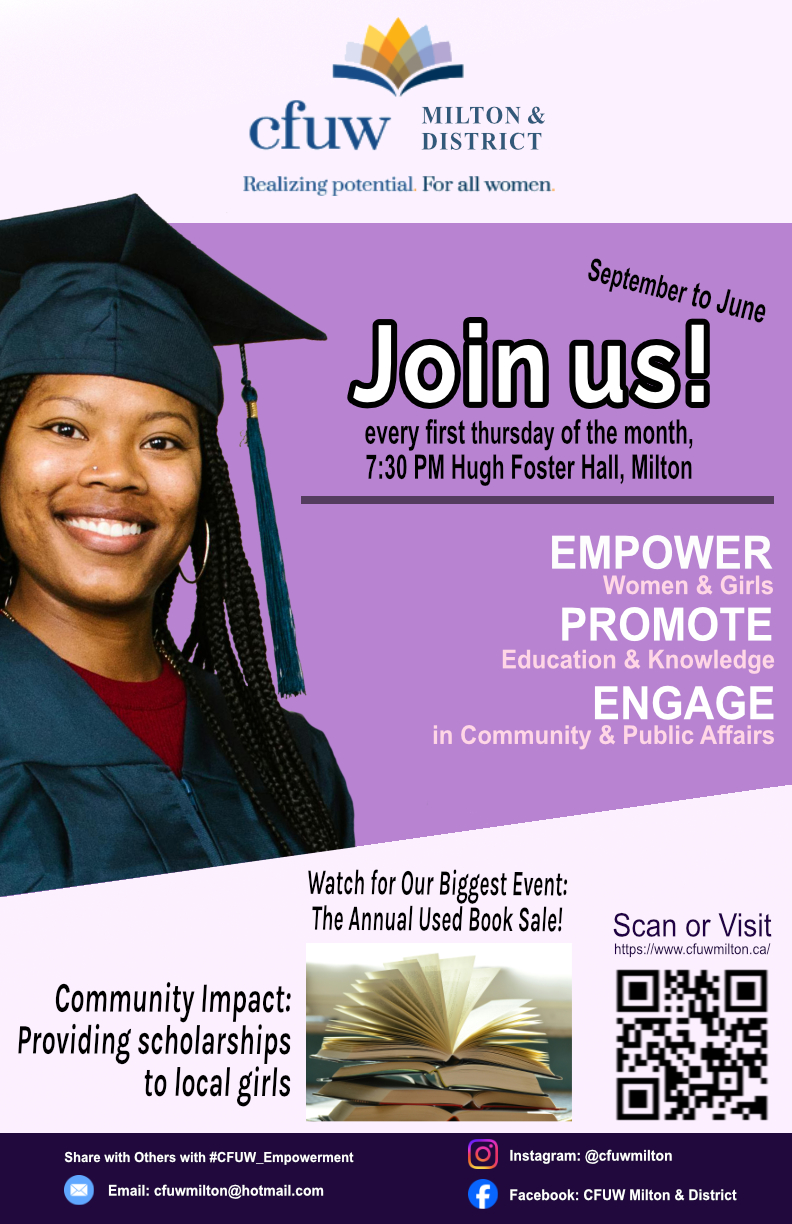 cfuw MILTON &
DISTRICT
Realizing potential. For all women.
September to June
Join us!
every first thursday of the month,
7:30 PM Hugh Foster Hall, Milton
EMPOWER
Women & Girls
PROMOTE
Education & Knowledge
ENGAGE
in Community & Public Affairs
Watch for Our Biggest Event:
The Annual Used Book Sale!
Scan or Visit
https://www.cfuwmilton.ca/
Community Impact:
Providing scholarships
to local girls
Share with Others with #CFUW_Empowerment
Email: cfuwmilton@hotmail.com
Instagram: @cfuwmilton
Facebook: CFUW Milton & District